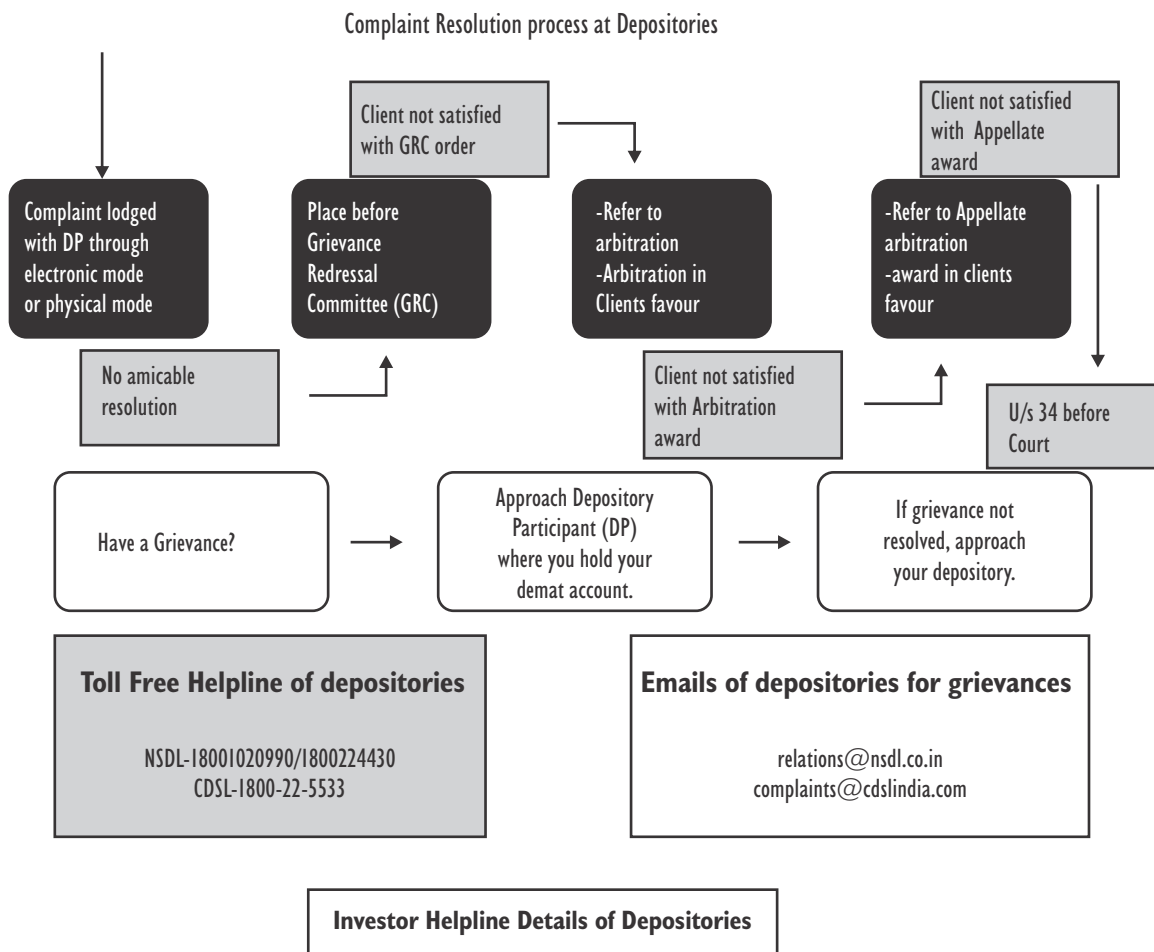 Complaint Resolution process at Depositories
Client not satisfied
with GRC order
Client not satisfied
with Appellate
award
Complaint lodged
with DP through
electronic mode
or physical mode
Place before
Grievance
Redressal
Committee (GRC)
-Refer to
arbitration
-Arbitration in
Clients favour
-Refer to Appellate
arbitration
-award in clients
favour
No amicable
resolution
Client not satisfied
with Arbitration
award
U/s 34 before
Court
Have a Grievance?
Approach Depository
Participant (DP)
where you hold your
demat account.
If grievance not
resolved, approach
your depository.
Toll Free Helpline of depositories
NSDL-18001020990/1800224430
CDSL-1800-22-5533
Emails of depositories for grievances
relations@nsdl.co.in
complaints@cdslindia.com
Investor Helpline Details of Depositories